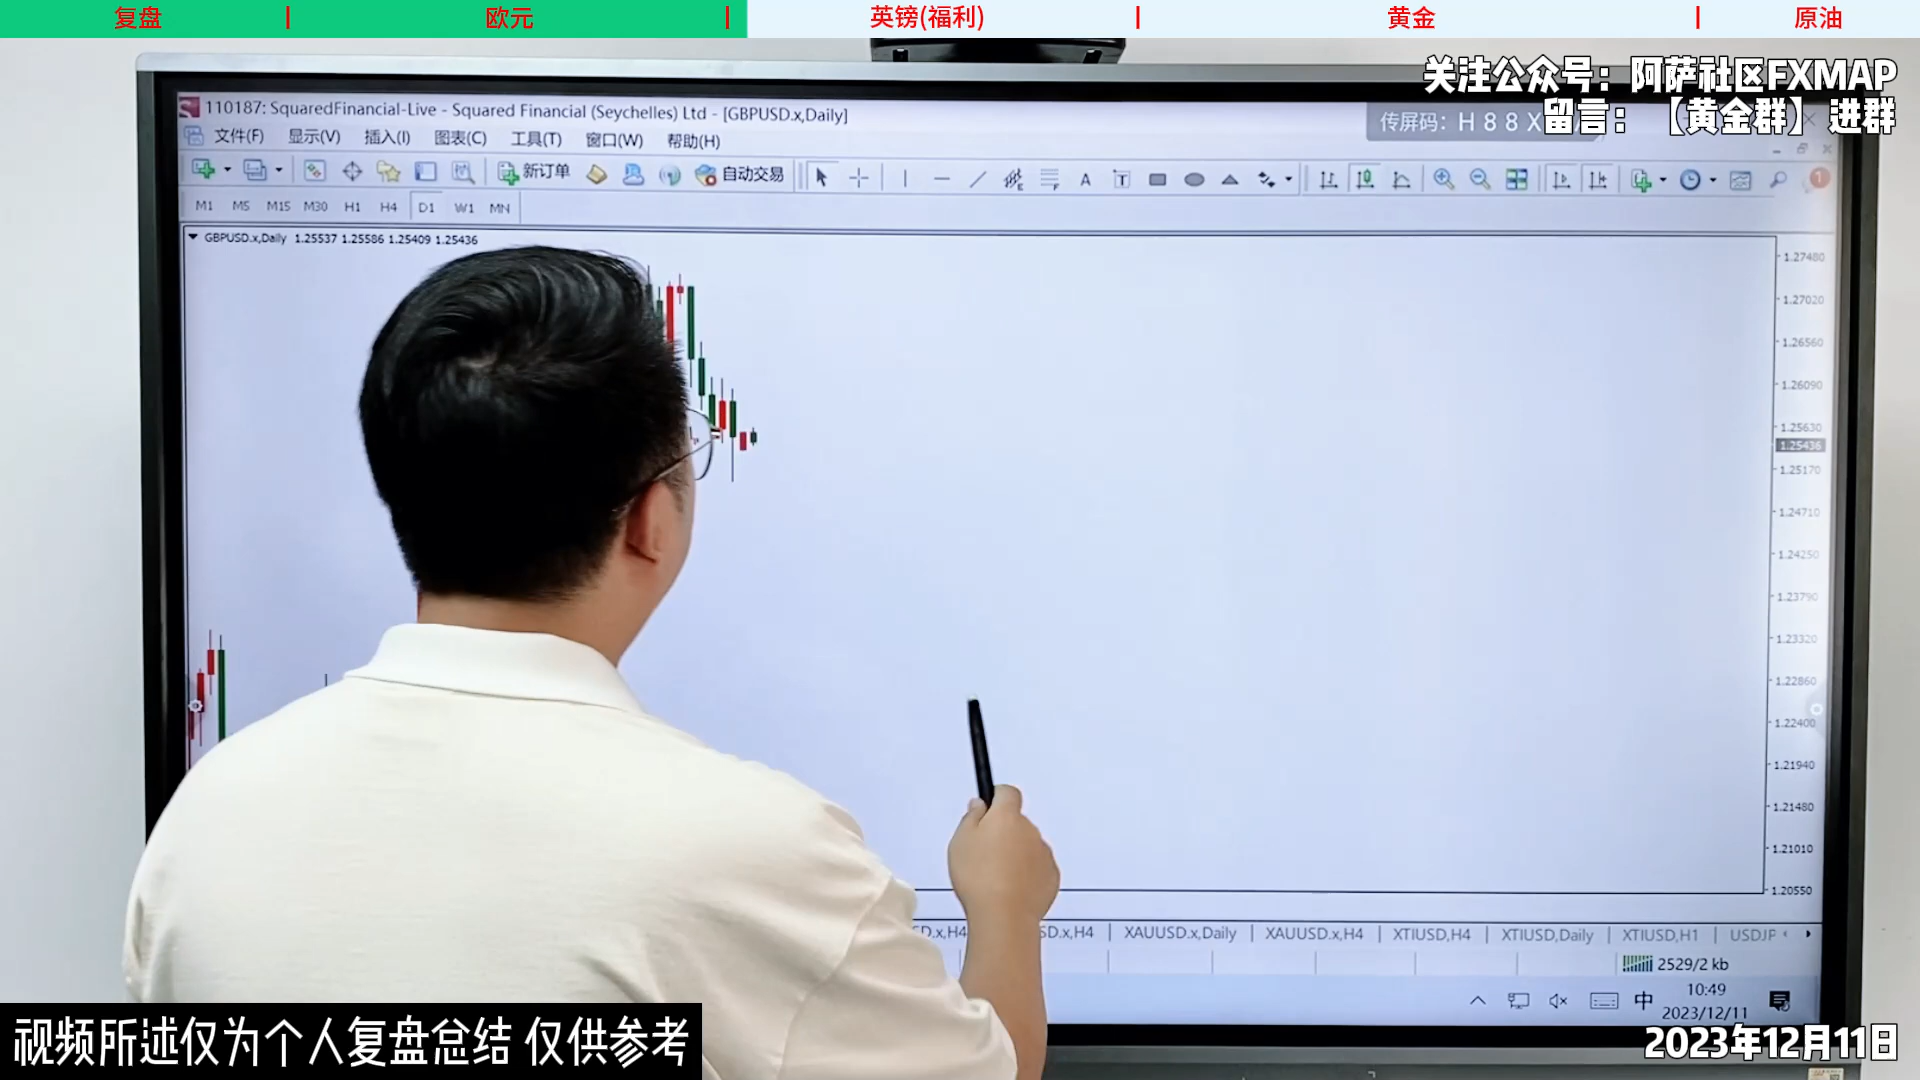 复盘 | 欧元 | 英镑(福利) | 黄金 | 原油
关注公众号：阿萨社区FXMAP
留言：【黄金群】进群
110187: SquaredFinancial-Live - Squared Financial (Seychelles) Ltd - [GBPUSD.x,Daily]
传屏码：H 8 8 X
文件(F) 显示(V) 插入(I) 图表(C) 工具(T) 窗口(W) 帮助(H)
新订单 自动交易
M1 M5 M15 M30 H1 H4 D1 W1 MN
GBPUSD.x,Daily 1.25537 1.25586 1.25409 1.25436
1.27480
1.27020
1.26560
1.26090
1.25630
1.25436
1.25170
1.24710
1.24250
1.23790
1.23320
1.22860
1.22400
1.21940
1.21480
1.21010
1.20550
D.x,H4 SD.x,H4 | XAUUSD.x,Daily | XAUUSD.x,H4 | XTIUSD,H4 | XTIUSD,Daily | XTIUSD,H1 | USDJP
2529/2 kb
中 10:49
2023/12/11
视频所述仅为个人复盘总结 仅供参考
2023年12月11日